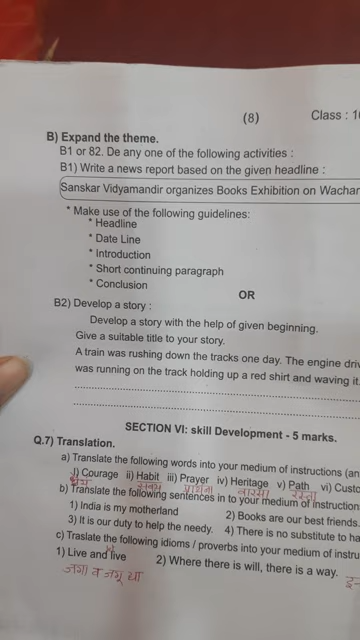 (8) Class : 1
B) Expand the theme.
B1 or 82. De any one of the following activities :
B1) Write a news report based on the given headline :
Sanskar Vidyamandir organizes Books Exhibition on Wachan
* Make use of the following guidelines:
* Headline
* Date Line
* Introduction
* Short continuing paragraph
* Conclusion
OR
B2) Develop a story :
Develop a story with the help of given beginning.
Give a suitable title to your story.
A train was rushing down the tracks one day. The engine
was running on the track holding up a red shirt and waving it.
SECTION VI: skill Development - 5 marks.
Q.7) Translation.
a) Translate the following words into your medium of instructions (an
i) Courage ii) Habit iii) Prayer iv) Heritage v) Path vi)
धैर्य सवय प्रार्थना वारसा रस्ता
b) Translate the following sentences in to your medium of instruction
1) India is my motherland 2) Books are our best friends.
3) It is our duty to help the needy. 4) There is no substitute to
c) Traslate the following idioms / proverbs into your medium of
1) Live and live 2) Where there is will, there is a way.
जगा व जगू द्या